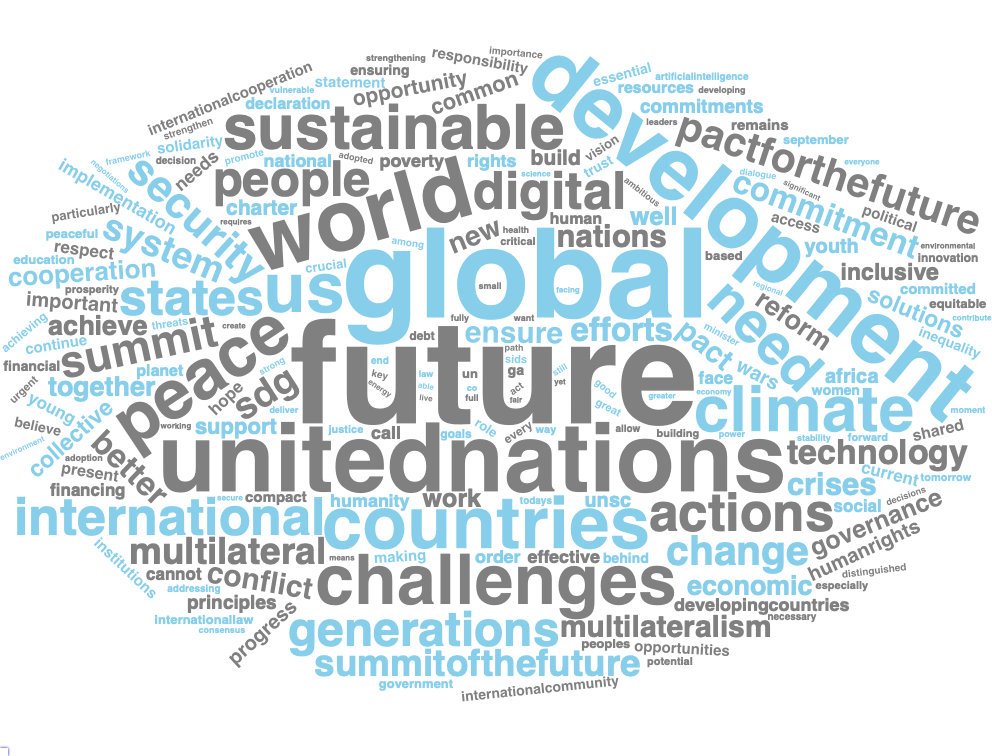 importance
strengthening
responsibility
ensuring
internationalcooperation
vulnerable
statement
opportunity
common
declaration
strengthen
essential
artificialintelligence
resources
developing
commitments
development
sustainable
solidarity
leaders
pactforthefuture
remains
september
everyone
framework
negotiations
decision
needs
promote
national
adopted
poverty
rights
build
vision
trust
science
security
implementation
people
world
digital
ambitious
dialogue
significant
commitment
charter
requires
human
well
access
political
particularly
peaceful
system
respect
new
health
critical
nations
among
based
youth
environmental
innovation
education
cooperation
crucial
inclusive
prosperity
important
states
us
global
small
facing
regional
need
reform
committed
solutions
equitable
contribute
inequality
achieving
achieve
threats
create
continue
summit
peace
fully
want
debt
ensure
efforts
minister
pact
wars
financial
future
path
sids
end
key
energy
law
able
live
un
co
full
ga
act
fair
still
yet
good
great
greater
face
economy
africa
women
urgent
together
planet
hope
sdg
strong
deliver
young
believe
collective
environment
working
support
justice
call
goals
role
every
way
allow
building
power
climate
moment
stability
forward
shared
better
adoption
present
financing
unitednations
technology
current
tomorrow
crises
secure
compact
humanity
work
todays
unsc
social
decisions
governance
international
countries
actions
humanrights
institutions
multilateral
means
making
order
effective
behind
change
distinguished
cannot
conflict
addressing
principles
challenges
economic
especially
developingcountries
necessary
internationallaw
consensus
progress
generations
multilateralism
peoples
opportunities
summitofthefuture
potential
government
internationalcommunity